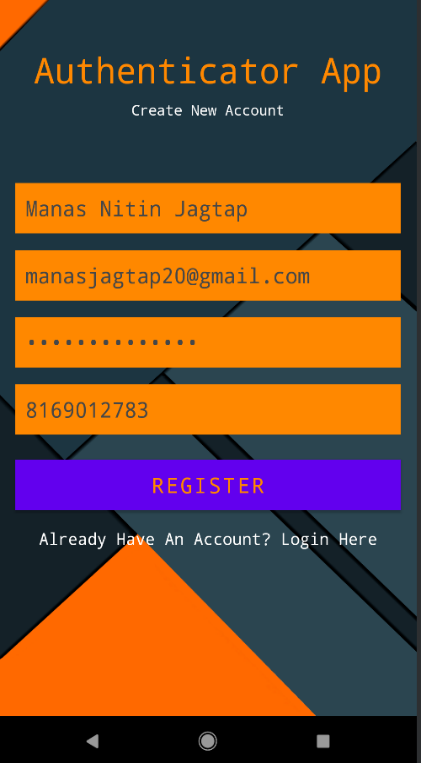 Authenticator App
Create New Account
Manas Nitin Jagtap
manasjagtap20@gmail.com
••••••••••••••
8169012783
REGISTER
Already Have An Account? Login Here